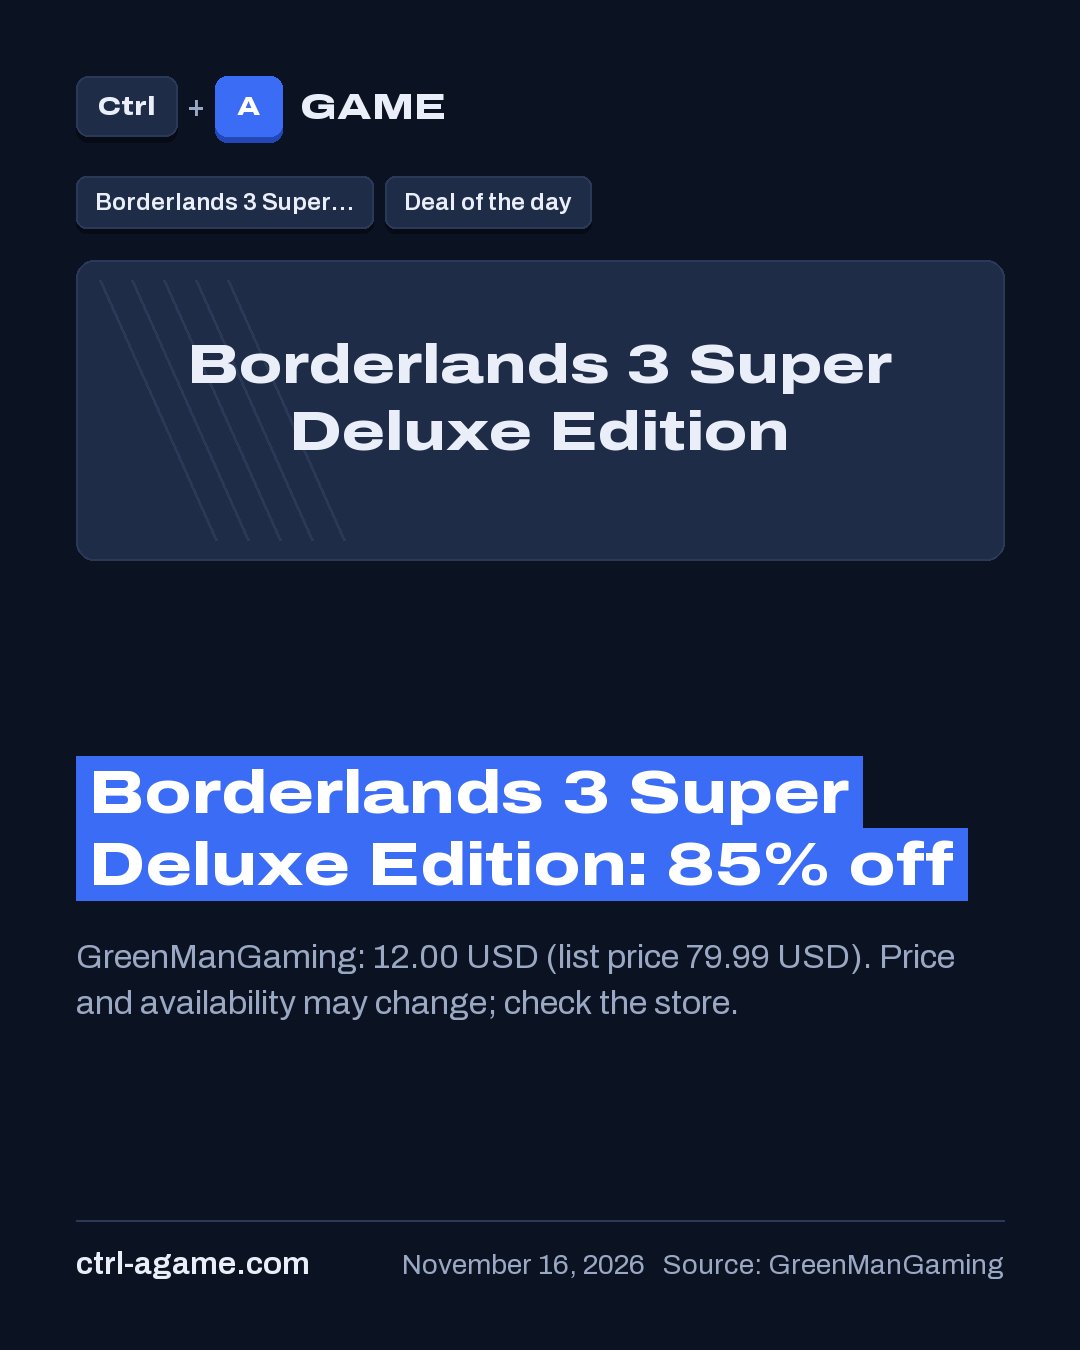 Ctrl + A GAME
Borderlands 3 Super... Deal of the day
Borderlands 3 Super
Deluxe Edition
Borderlands 3 Super
Deluxe Edition: 85% off
GreenManGaming: 12.00 USD (list price 79.99 USD). Price
and availability may change; check the store.
ctrl-agame.com November 16, 2026 Source: GreenManGaming